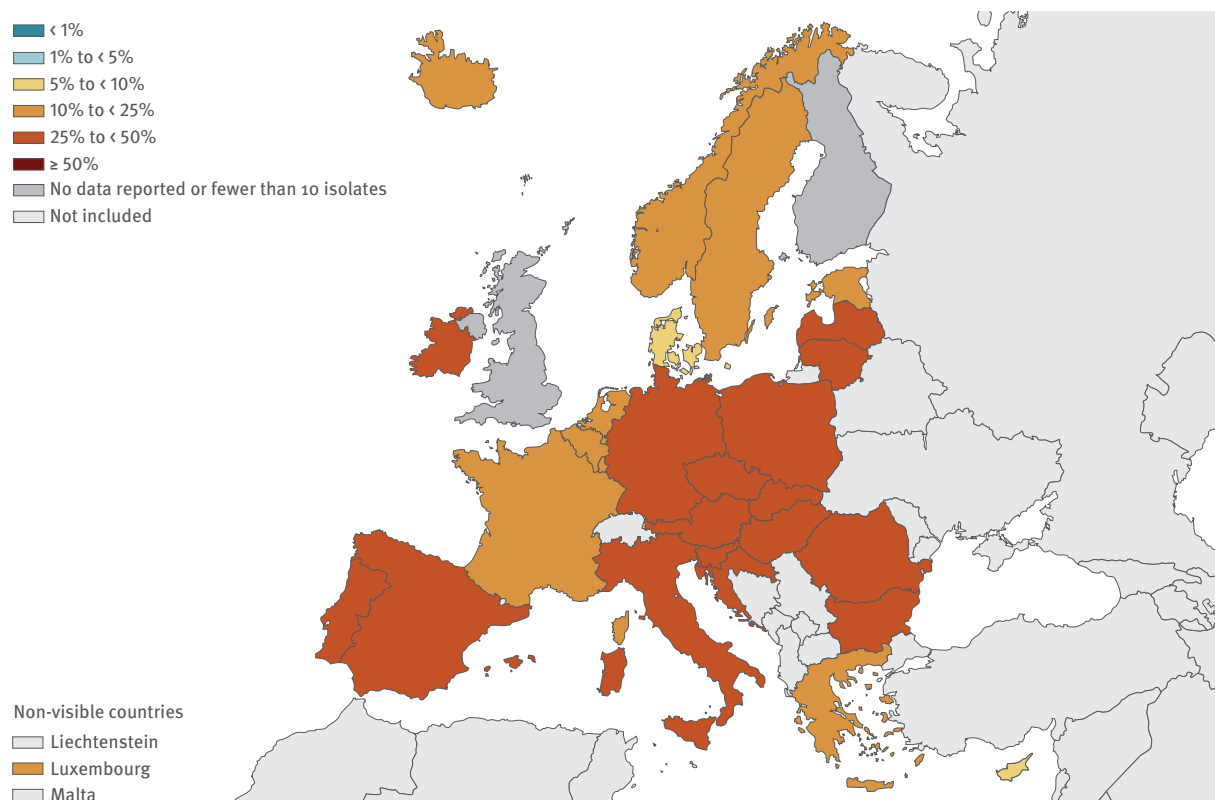 < 1%
1% to < 5%
5% to < 10%
10% to < 25%
25% to < 50%
≥ 50%
No data reported or fewer than 10 isolates
Not included
Non-visible countries
Liechtenstein
Luxembourg
Malta